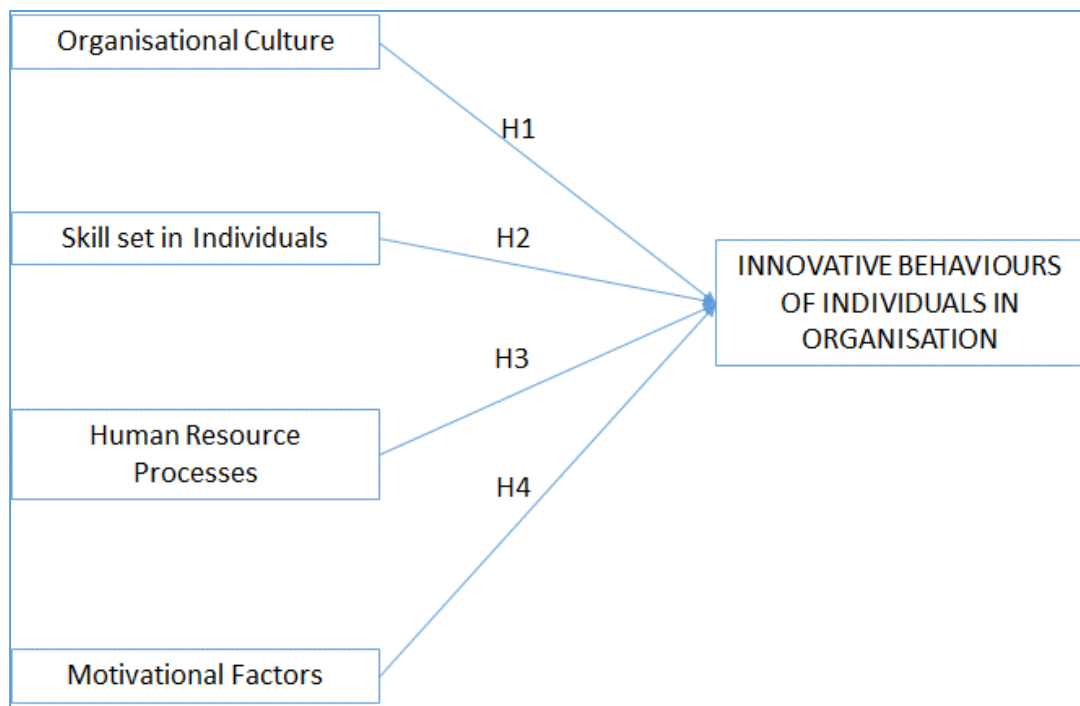 Organisational Culture
H1
Skill set in Individuals
H2
INNOVATIVE BEHAVIOURS
OF INDIVIDUALS IN
ORGANISATION
H3
Human Resource
Processes
H4
Motivational Factors